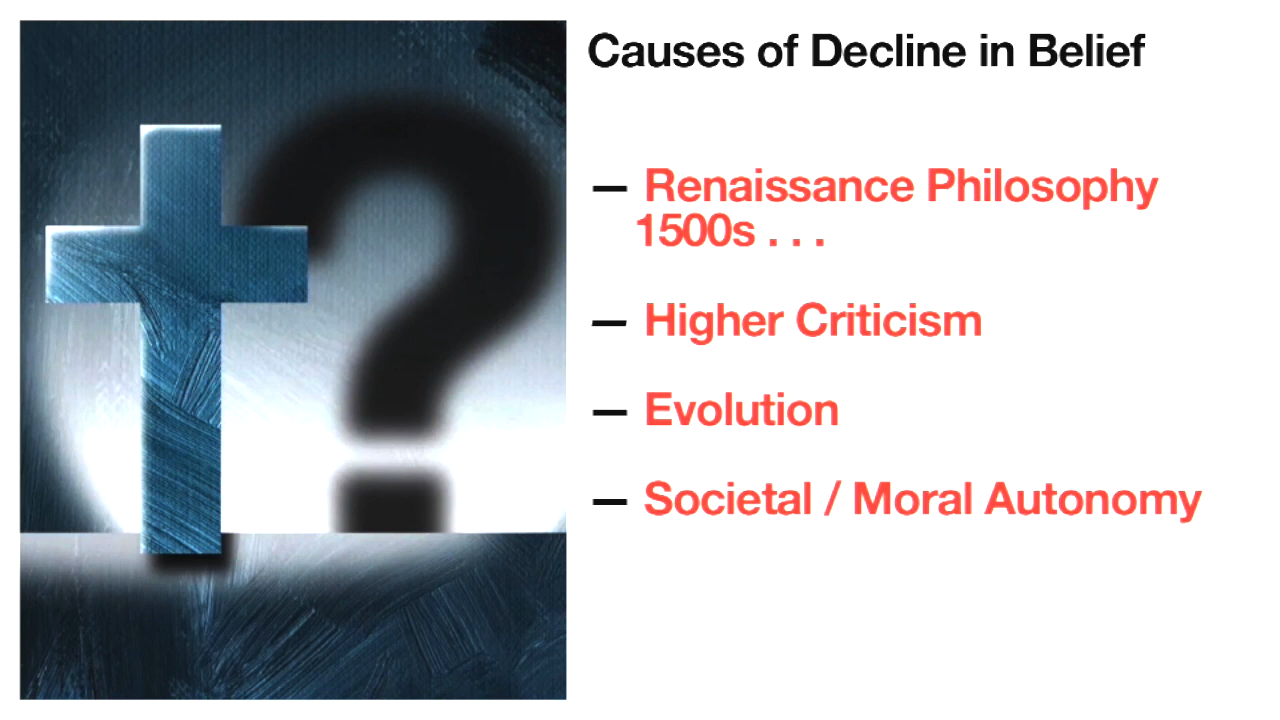 Causes of Decline in Belief
— Renaissance Philosophy
1500s . . .
— Higher Criticism
— Evolution
— Societal / Moral Autonomy